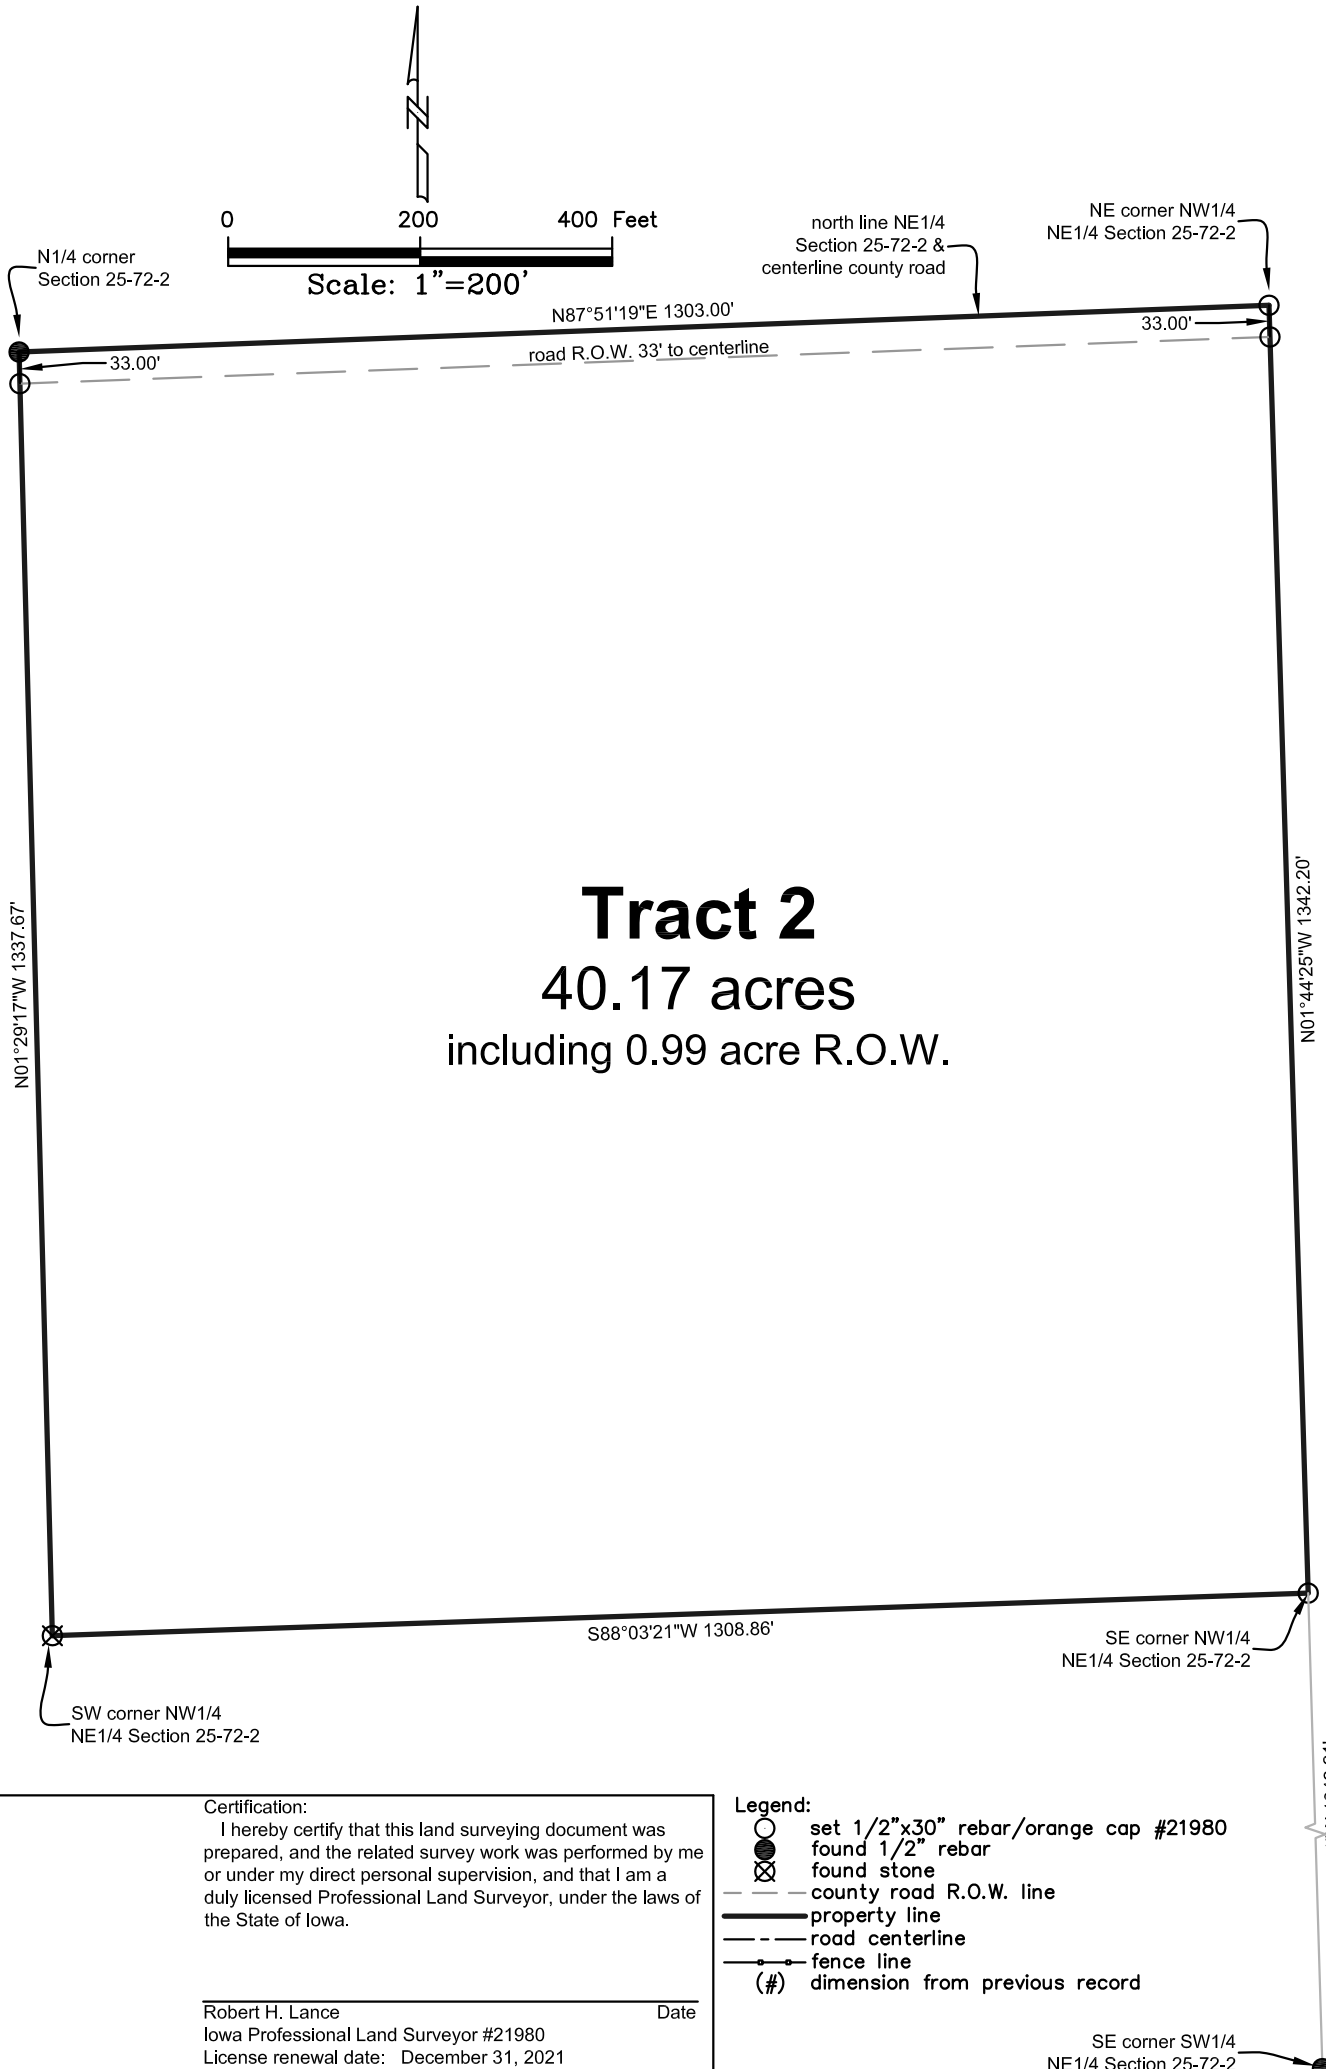 N
0 200 400 Feet
Scale: 1"=200'
N1/4 corner
Section 25-72-2
north line NE1/4
Section 25-72-2 &
centerline county road
NE corner NW1/4
NE1/4 Section 25-72-2
N87°51'19"E 1303.00'
33.00'
road R.O.W. 33' to centerline
33.00'
N01°29'17"W 1337.67'
N01°44'25"W 1342.20'
Tract 2
40.17 acres
including 0.99 acre R.O.W.
S88°03'21"W 1308.86'
SE corner NW1/4
NE1/4 Section 25-72-2
SW corner NW1/4
NE1/4 Section 25-72-2
Certification:
I hereby certify that this land surveying document was
prepared, and the related survey work was performed by me
or under my direct personal supervision, and that I am a
duly licensed Professional Land Surveyor, under the laws of
the State of Iowa.
Robert H. Lance Date
Iowa Professional Land Surveyor #21980
License renewal date: December 31, 2021
Legend:
set 1/2"x30" rebar/orange cap #21980
found 1/2" rebar
found stone
county road R.O.W. line
property line
road centerline
fence line
(#) dimension from previous record
SE corner SW1/4
NE1/4 Section 25-72-2